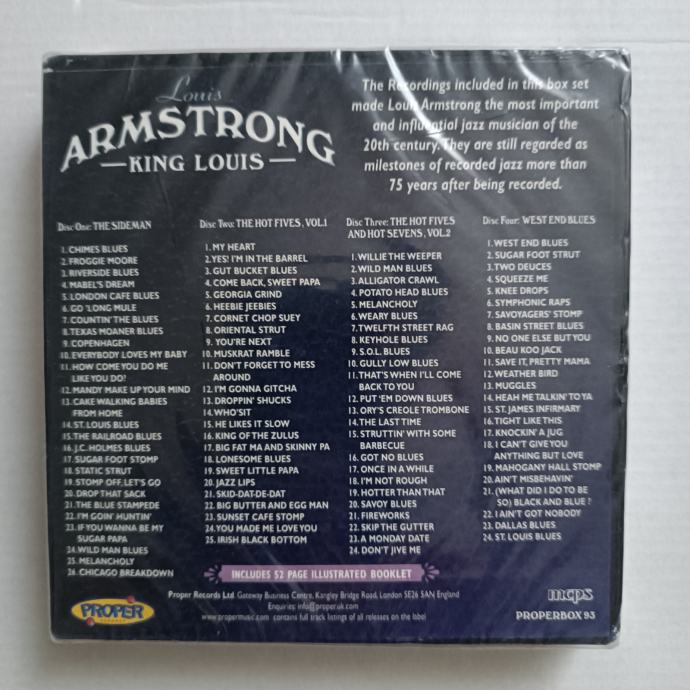 Louis
ARMSTRONG
—KING LOUIS—
The Recordings included in this box set
made Louis Armstrong the most important
and influential jazz musician of the
20th century. They are still regarded as
milestones of recorded jazz more than
75 years after being recorded.
Disc One: THE SIDEMAN
1. CHIMES BLUES
2. FROGGIE MOORE
3. RIVERSIDE BLUES
4. MABEL'S DREAM
5. LONDON CAFE BLUES
6. GO 'LONG MULE
7. COUNTIN' THE BLUES
8. TEXAS MOANER BLUES
9. COPENHAGEN
10. EVERYBODY LOVES MY BABY
11. HOW COME YOU DO ME
LIKE YOU DO?
12. MANDY MAKE UP YOUR MIND
13. CAKE WALKING BABIES
FROM HOME
14. ST. LOUIS BLUES
15. THE RAILROAD BLUES
16. J.C. HOLMES BLUES
17. SUGAR FOOT STOMP
18. STATIC STRUT
19. STOMP OFF, LET'S GO
20. DROP THAT SACK
21. THE BLUE STAMPEDE
22. I'M GOIN' HUNTIN'
23. IF YOU WANNA BE MY
SUGAR PAPA
24. WILD MAN BLUES
25. MELANCHOLY
26. CHICAGO BREAKDOWN
Disc Two: THE HOT FIVES, VOL.1
1. MY HEART
2. YES! I'M IN THE BARREL
3. GUT BUCKET BLUES
4. COME BACK, SWEET PAPA
5. GEORGIA GRIND
6. HEEBIE JEEBIES
7. CORNET CHOP SUEY
8. ORIENTAL STRUT
9. YOU'RE NEXT
10. MUSKRAT RAMBLE
11. DON'T FORGET TO MESS
AROUND
12. I'M GONNA GITCHA
13. DROPPIN' SHUCKS
14. WHO'SIT
15. HE LIKES IT SLOW
16. KING OF THE ZULUS
17. BIG FAT MA AND SKINNY PA
18. LONESOME BLUES
19. SWEET LITTLE PAPA
20. JAZZ LIPS
21. SKID-DAT-DE-DAT
22. BIG BUTTER AND EGG MAN
23. SUNSET CAFE STOMP
24. YOU MADE ME LOVE YOU
25. IRISH BLACK BOTTOM
Disc Three: THE HOT FIVES
AND HOT SEVENS, VOL.2
1. WILLIE THE WEEPER
2. WILD MAN BLUES
3. ALLIGATOR CRAWL
4. POTATO HEAD BLUES
5. MELANCHOLY
6. WEARY BLUES
7. TWELFTH STREET RAG
8. KEYHOLE BLUES
9. S.O.L. BLUES
10. GULLY LOW BLUES
11. THAT'S WHEN I'LL COME
BACK TO YOU
12. PUT 'EM DOWN BLUES
13. ORY'S CREOLE TROMBONE
14. THE LAST TIME
15. STRUTTIN' WITH SOME
BARBECUE
16. GOT NO BLUES
17. ONCE IN A WHILE
18. I'M NOT ROUGH
19. HOTTER THAN THAT
20. SAVOY BLUES
21. FIREWORKS
22. SKIP THE GUTTER
23. A MONDAY DATE
24. DON'T JIVE ME
Disc Four: WEST END BLUES
1. WEST END BLUES
2. SUGAR FOOT STRUT
3. TWO DEUCES
4. SQUEEZE ME
5. KNEE DROPS
6. SYMPHONIC RAPS
7. SAVOYAGERS' STOMP
8. BASIN STREET BLUES
9. NO ONE ELSE BUT YOU
10. BEAU KOO JACK
11. SAVE IT, PRETTY MAMA
12. WEATHER BIRD
13. MUGGLES
14. HEAH ME TALKIN' TO YA
15. ST. JAMES INFIRMARY
16. TIGHT LIKE THIS
17. KNOCKIN' A JUG
18. I CAN'T GIVE YOU
ANYTHING BUT LOVE
19. MAHOGANY HALL STOMP
20. AIN'T MISBEHAVIN'
21. (WHAT DID I DO TO BE
SO) BLACK AND BLUE ?
22. I AIN'T GOT NOBODY
23. DALLAS BLUES
24. ST. LOUIS BLUES
INCLUDES 52 PAGE ILLUSTRATED BOOKLET
PROPER
RECORDS
Proper Records Ltd. Gateway Business Centre, Kangley Bridge Road, London SE26 5AN England
Enquiries: info@proper.uk.com
www.propermusic.com contains full track listings of all releases on the label
mcps
PROPERBOX 93